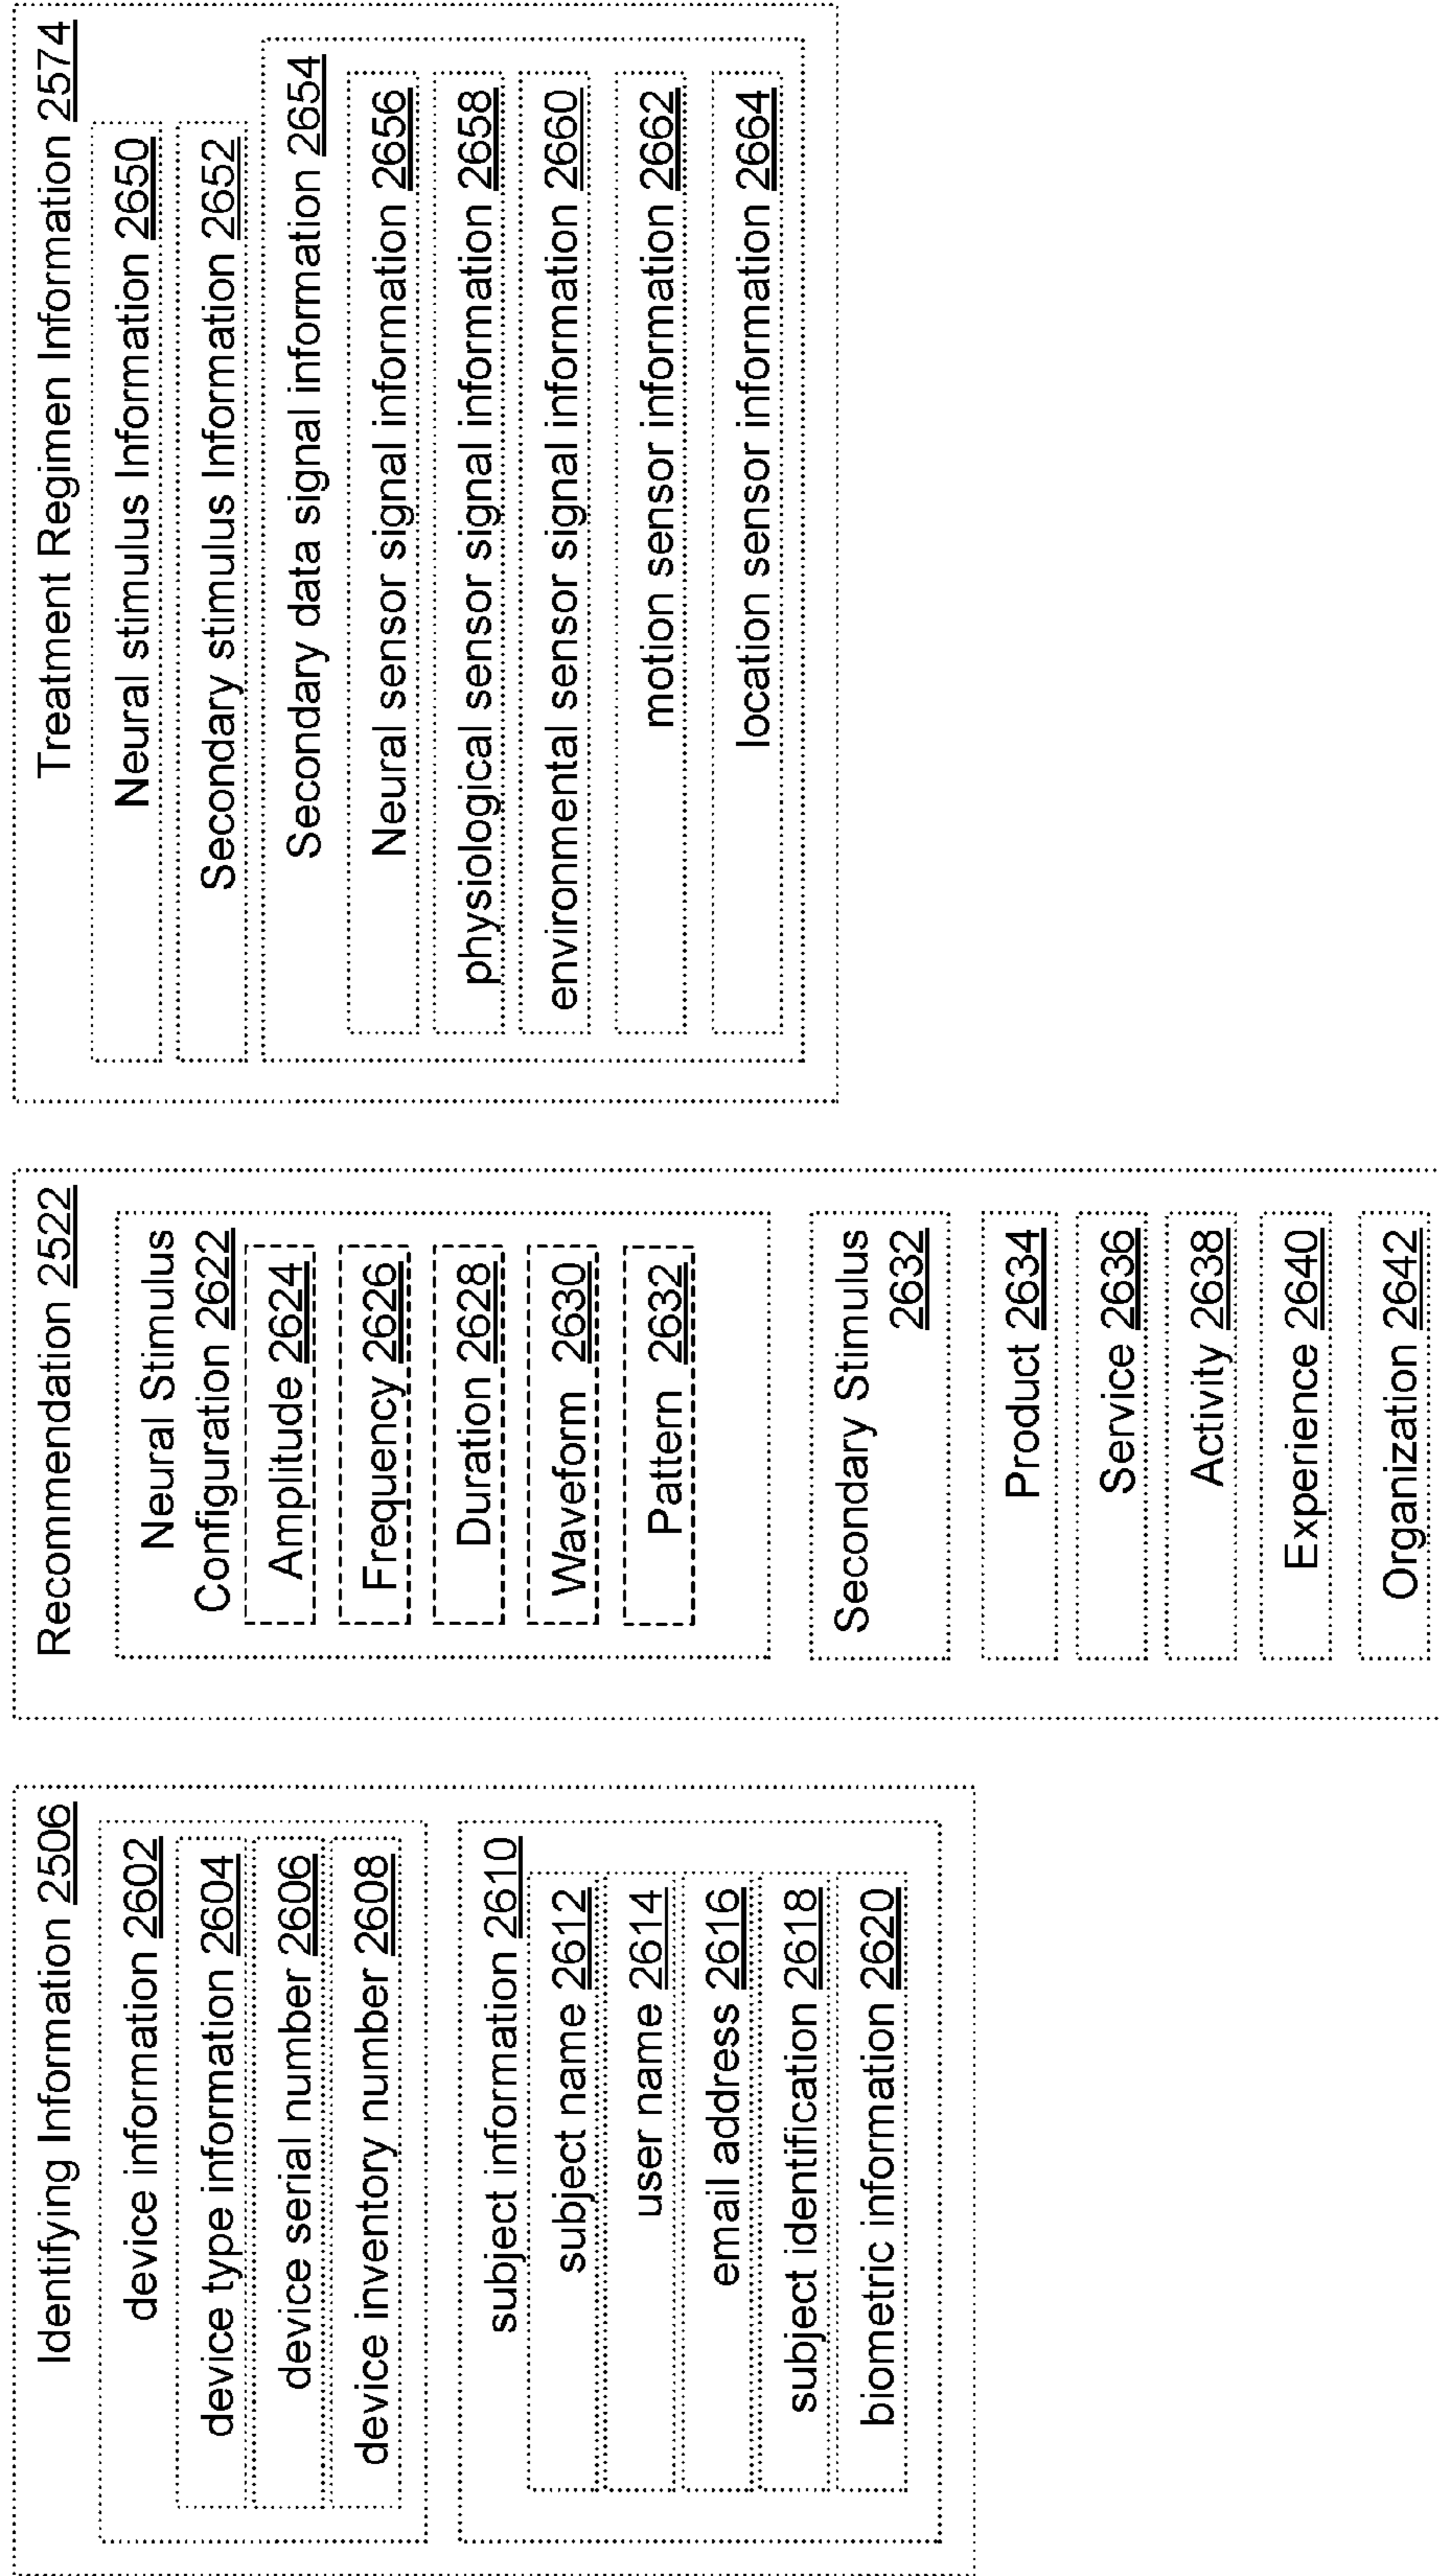 Identifying Information 2506
device information 2602
device type information 2604
device serial number 2606
device inventory number 2608
subject information 2610
subject name 2612
user name 2614
email address 2616
subject identification 2618
biometric information 2620
Recommendation 2522
Neural Stimulus
Configuration 2622
Amplitude 2624
Frequency 2626
Duration 2628
Waveform 2630
Pattern 2632
Secondary Stimulus
2632
Product 2634
Service 2636
Activity 2638
Experience 2640
Organization 2642
Treatment Regimen Information 2574
Neural stimulus Information 2650
Secondary stimulus Information 2652
Secondary data signal information 2654
Neural sensor signal information 2656
physiological sensor signal information 2658
environmental sensor signal information 2660
motion sensor information 2662
location sensor information 2664